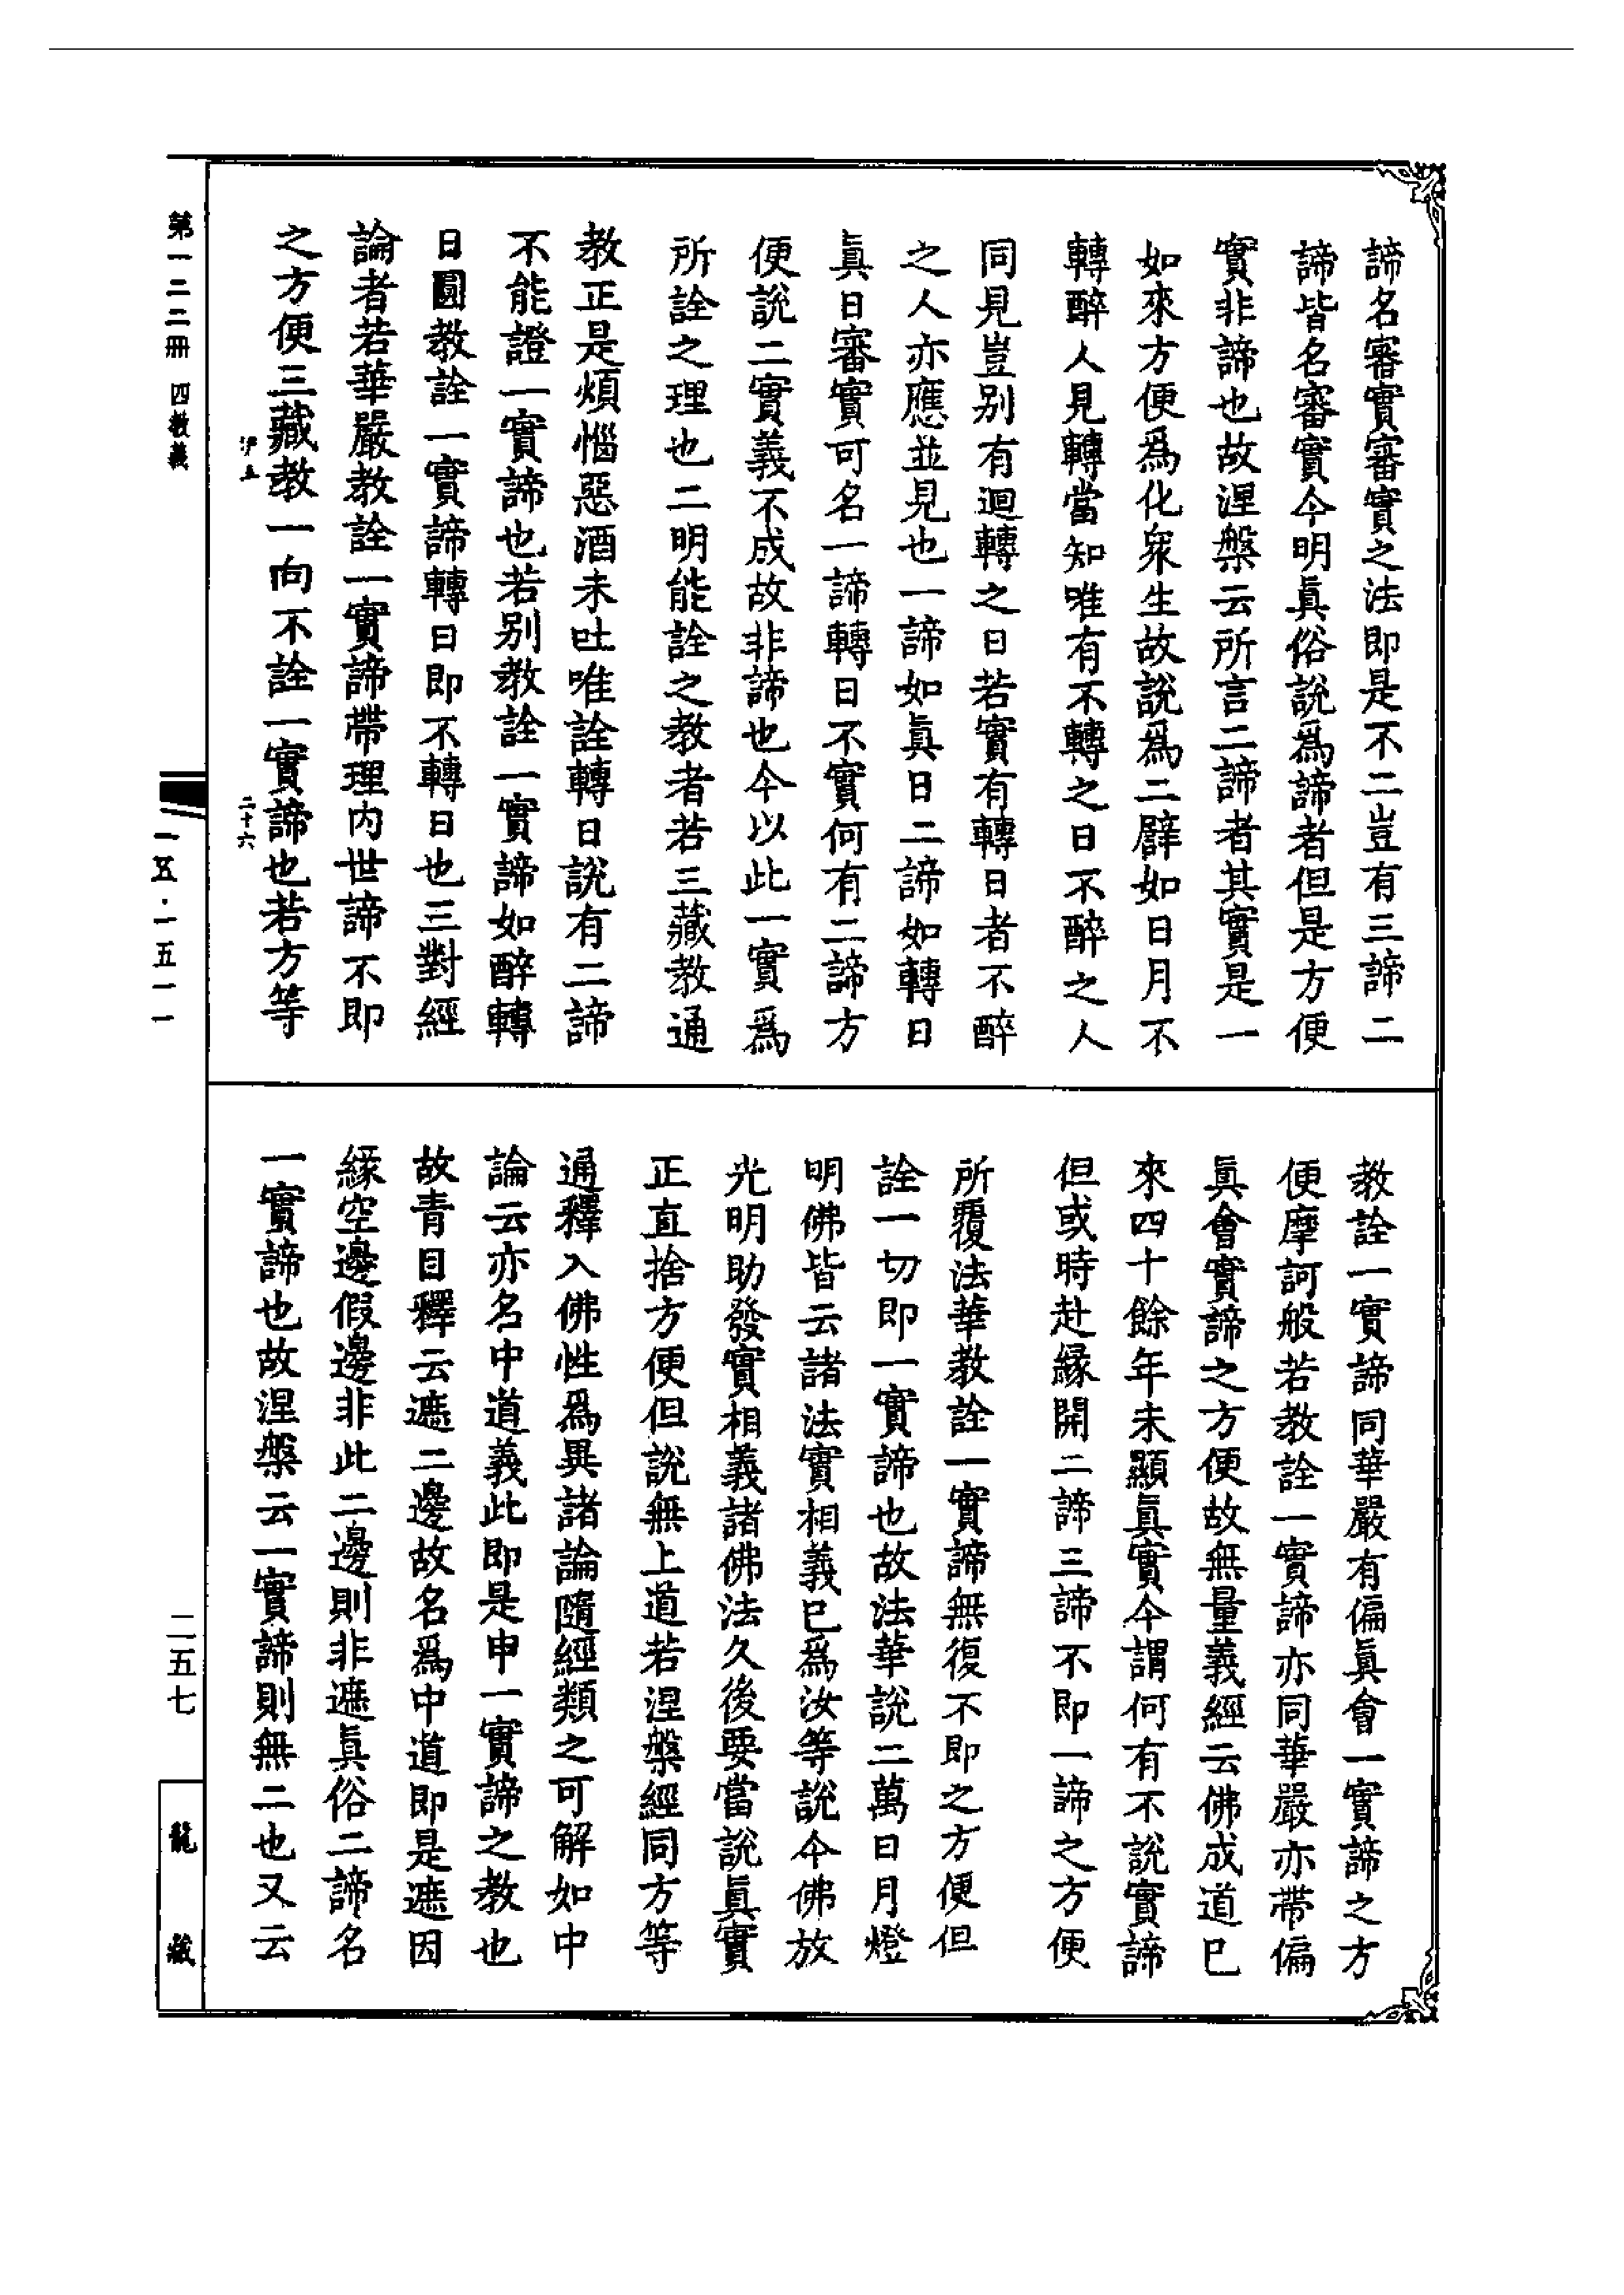 諦名審實審實之法即是不二豈有三諦二
諦皆名審實今明眞俗說爲諦者但是方便
實非諦也故涅槃云所言二諦者其實是一
如來方便爲化衆生故說爲二辟如日月不
轉醉人見轉當知唯有不轉之日不醉之人
同見豈别有迴轉之日若實有轉日者不醉
之人亦應並見也一諦如眞日二諦如轉日
眞日審實可名一諦轉日不實何有二諦方
便說二實義不成故非諦也今以此一實爲
所詮之理也二明能詮之教者若三藏教通
教正是煩惱惡酒未吐唯詮轉日說有二諦
不能證一實諦也若别教詮一實諦如醉轉
日圓教詮一實諦轉日即不轉日也三對經
論者若華嚴教詮一實諦帶理内世諦不即
之方便三藏教一向不詮一實諦也若方等
教詮一實諦同華嚴有偏眞會一實諦之方
便摩訶般若教詮一實諦亦同華嚴亦帶偏
眞會實諦之方便故無量義經云佛成道巳
來四十餘年未顯眞實今謂何有不說實諦
但或時赴緣開二諦三諦不即一諦之方便
所覆法華教詮一實諦無復不即之方便但
詮一切即一實諦也故法華說二萬日月燈
明佛皆云諸法實相義巳爲汝等說今佛放
光明助發實相義諸佛法久後要當說眞實
正直捨方便但說無上道若涅槃經同方等
通釋入佛性爲異諸論隨經類之可解如中
論云亦名中道義此即是申一實諦之教也
故青目釋云遮二邊故名爲中道即是遮因
緣空邊假邊非此二邊則非遮眞俗二諦名
一實諦也故涅槃云一實諦則無二也又云
第一二二册 四教義
伊五
二十六
一五·一五一一
二五七
龍藏